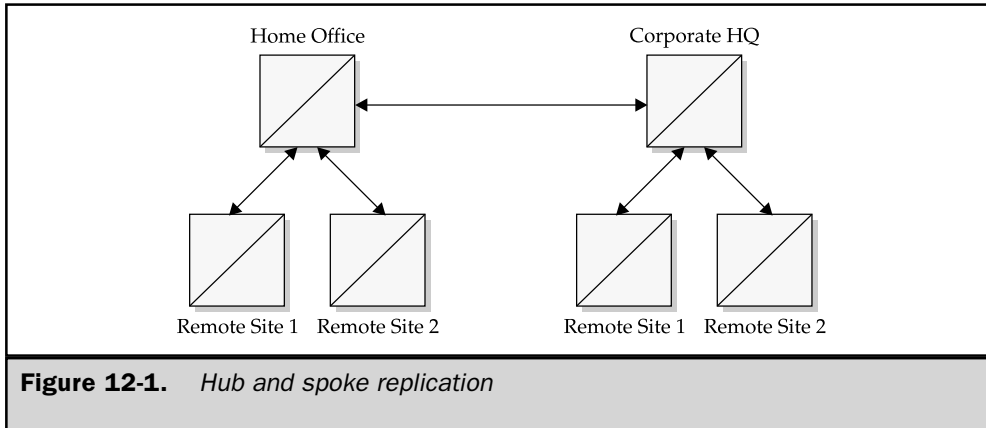 Home Office
Corporate HQ
Remote Site 1
Remote Site 2
Remote Site 1
Remote Site 2
Figure 12-1. Hub and spoke replication